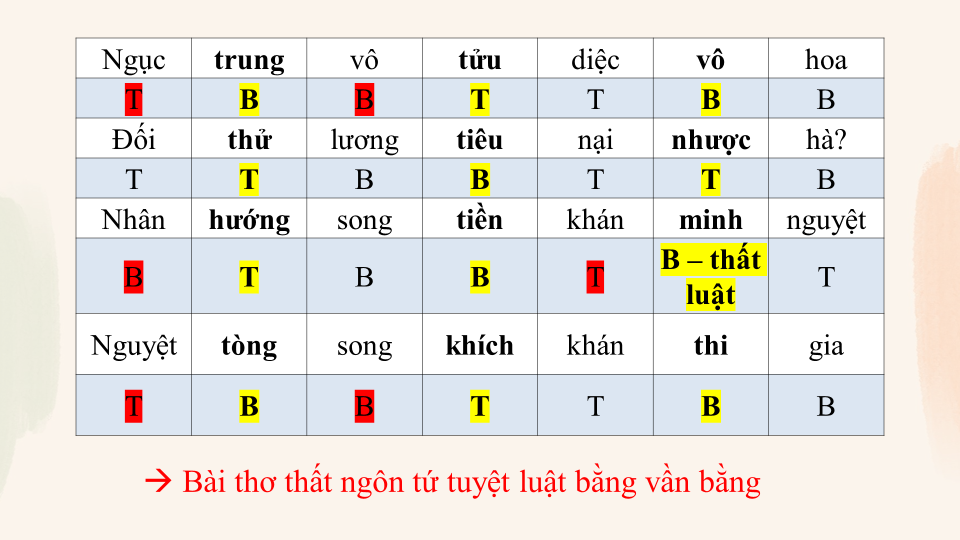 Ngục trung vô tửu diệc vô hoa
T B B T T B B
Đối thử lương tiêu nại nhược hà?
T T B B T T B
Nhân hướng song tiền khán minh nguyệt
B T B B T B – thất luật T
Nguyệt tòng song khích khán thi gia
T B B T T B B
→ Bài thơ thất ngôn tứ tuyệt luật bằng vần bằng